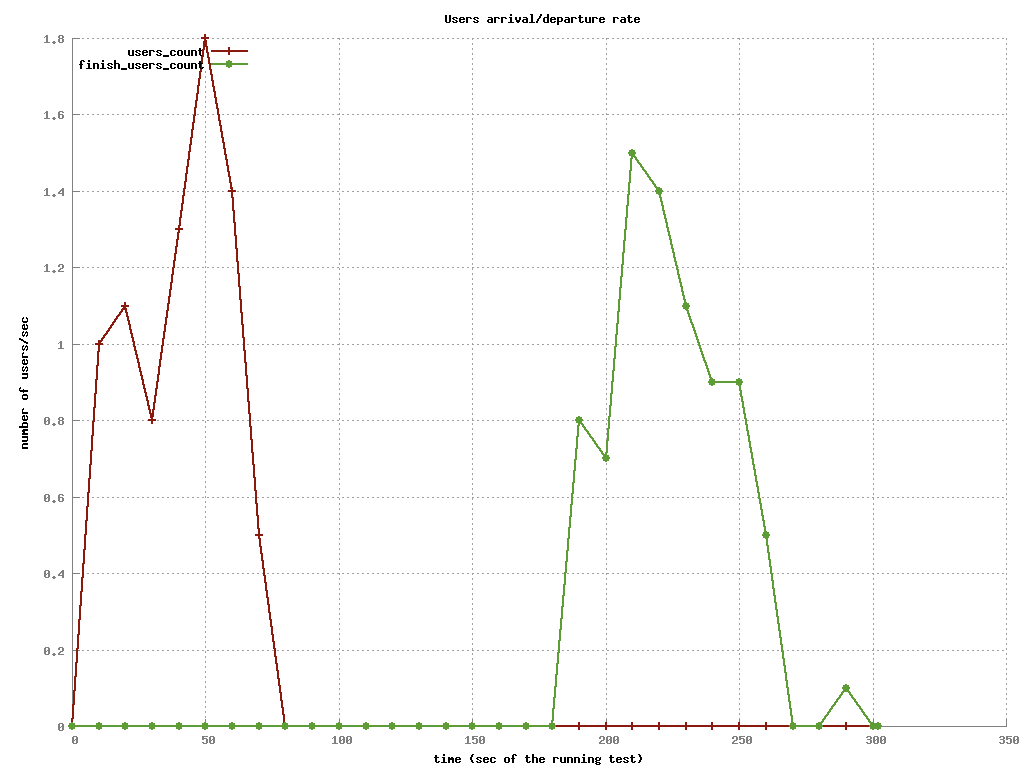 Users arrival/departure rate
users_count
finish_users_count
1.8
1.6
1.4
1.2
1
0.8
0.6
0.4
0.2
0
number of users/sec
0 50 100 150 200 250 300 350
time (sec of the running test)